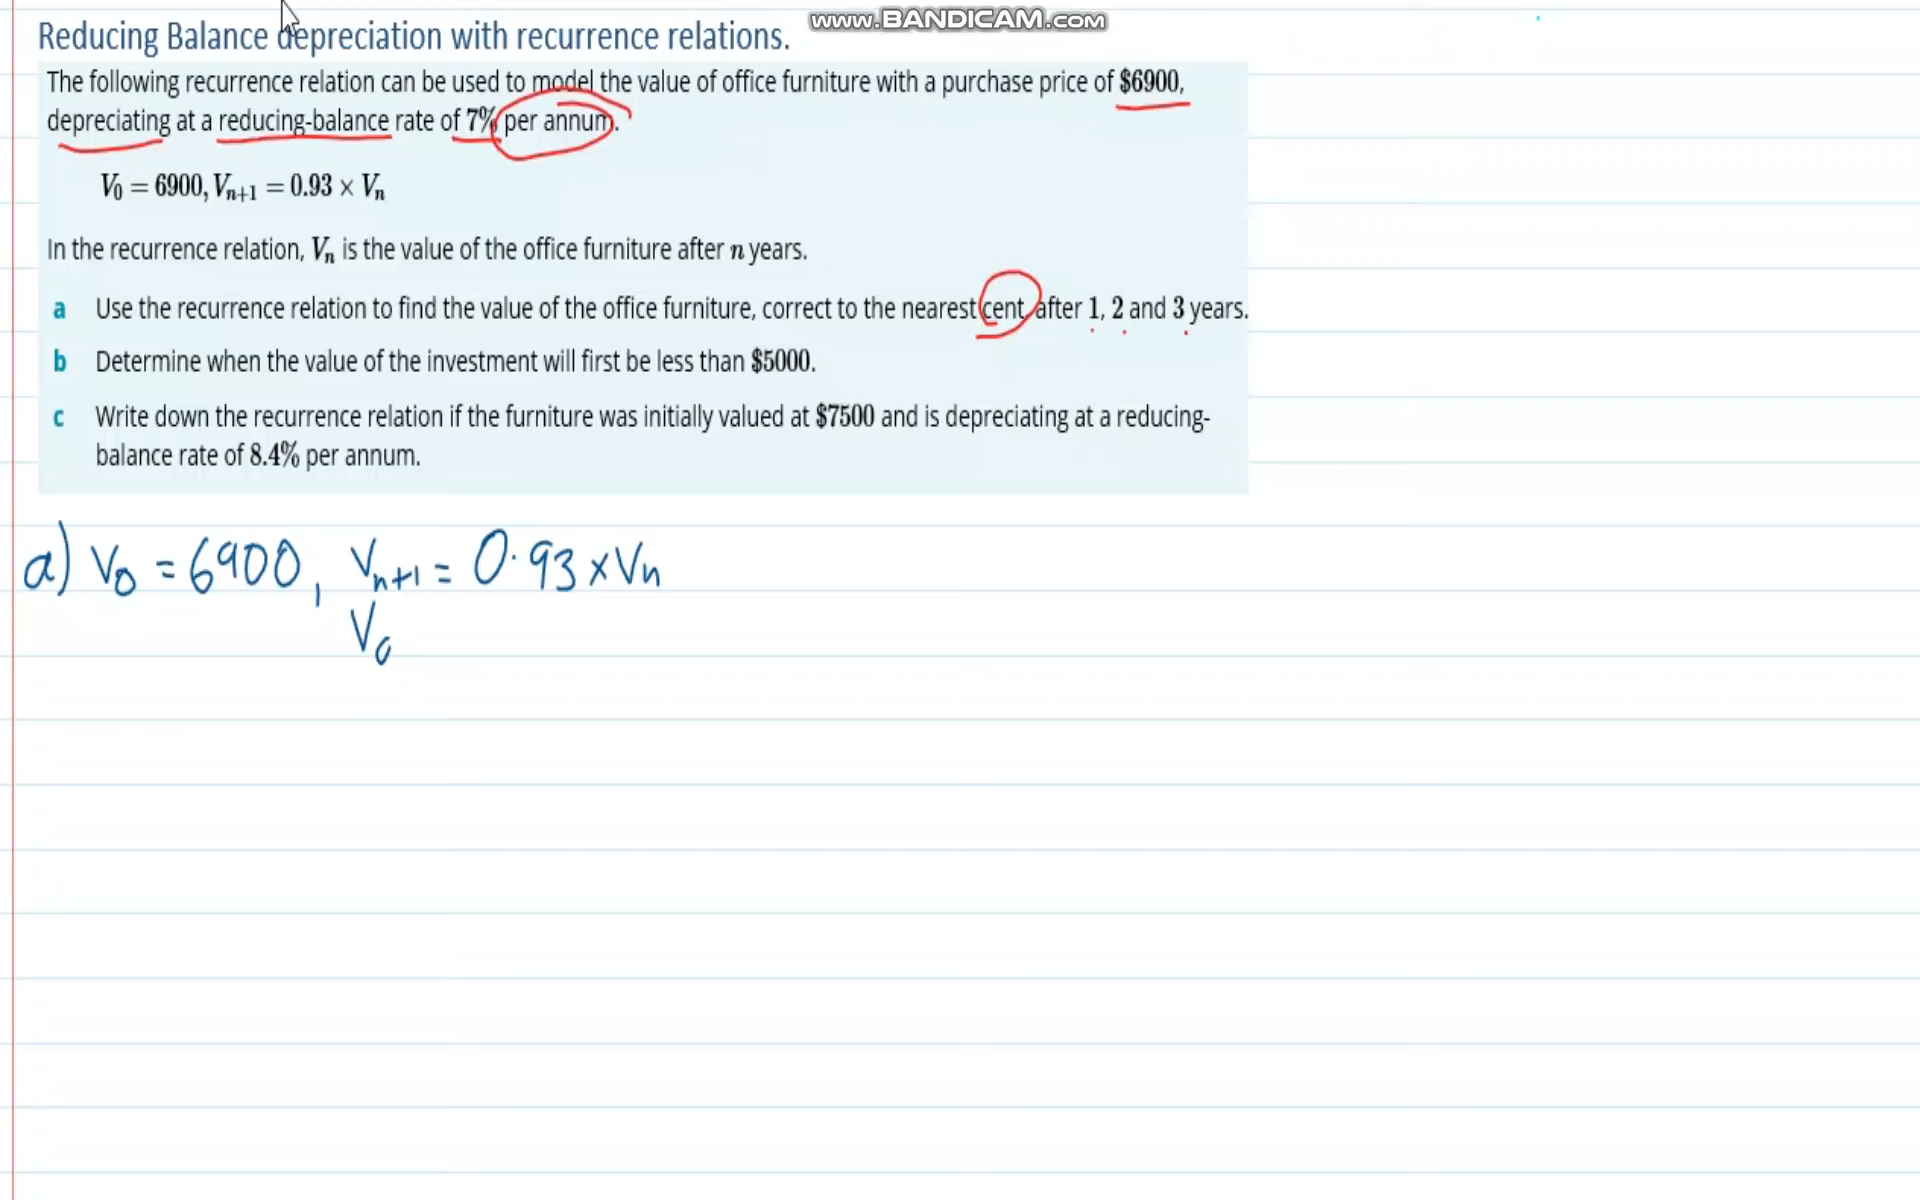 www.BANDICAM.com
Reducing Balance depreciation with recurrence relations.
The following recurrence relation can be used to model the value of office furniture with a purchase price of $6900,
depreciating at a reducing-balance rate of 7% per annum.
V₀ = 6900, Vₙ₊₁ = 0.93 × Vₙ
In the recurrence relation, Vₙ is the value of the office furniture after n years.
a Use the recurrence relation to find the value of the office furniture, correct to the nearest cent, after 1, 2 and 3 years.
b Determine when the value of the investment will first be less than $5000.
c Write down the recurrence relation if the furniture was initially valued at $7500 and is depreciating at a reducing-
balance rate of 8.4% per annum.
a) V₀ = 6900, Vₙ₊₁ = 0.93 × Vₙ
V₀